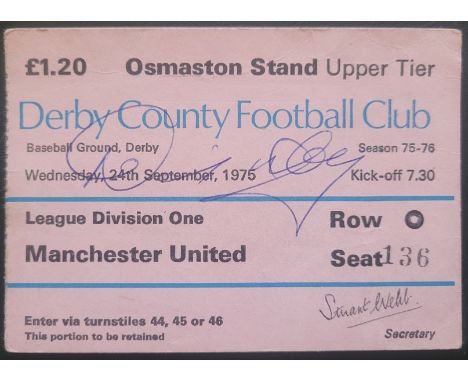 £1.20 Osmaston Stand Upper Tier
Derby County Football Club
Baseball Ground, Derby Season 75-76
Wednesday, 24th September, 1975 Kick-off 7.30
League Division One Row O
Manchester United Seat 136
Stuart Webb
Enter via turnstiles 44, 45 or 46
This portion to be retained Secretary